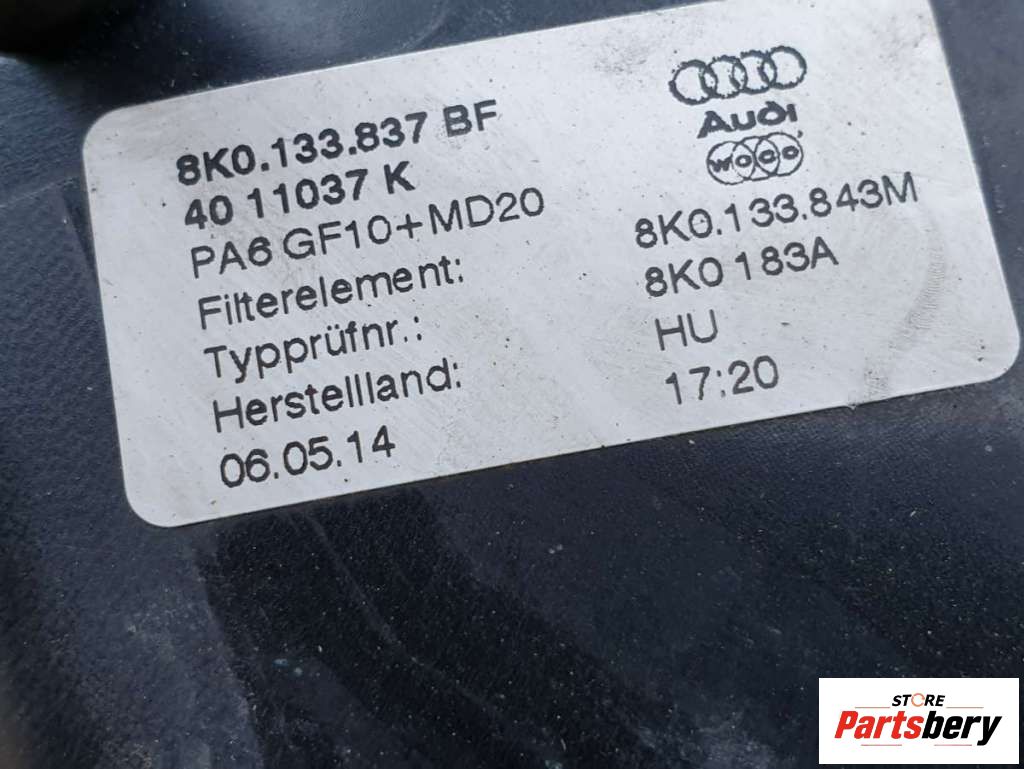 8K0.133.837 BF
40 11037 K
PA6 GF10+MD20
Filterelement:
Typprüfnr.:
Herstellland:
06.05.14
Audi
woco
8K0.133.843M
8K0 183A
HU
17:20
STORE
Partsbery